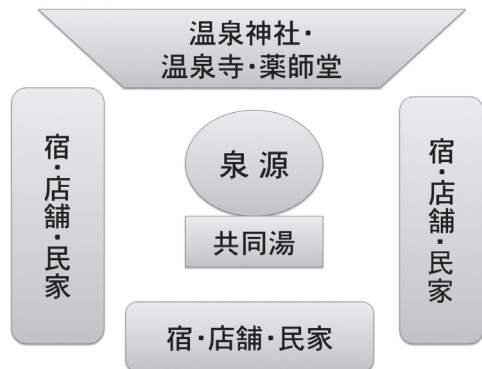 温泉神社・
温泉寺・薬師堂
宿・店舗・民家
泉 源
共同湯
宿・店舗・民家
宿・店舗・民家